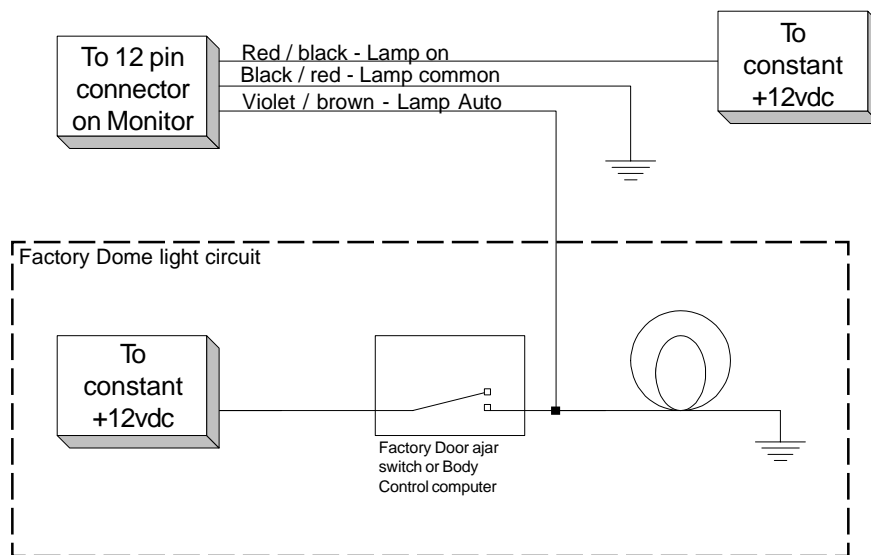 To 12 pin
connector
on Monitor
Red / black - Lamp on
Black / red - Lamp common
Violet / brown - Lamp Auto
To
constant
+12vdc
Factory Dome light circuit
To
constant
+12vdc
Factory Door ajar
switch or Body
Control computer